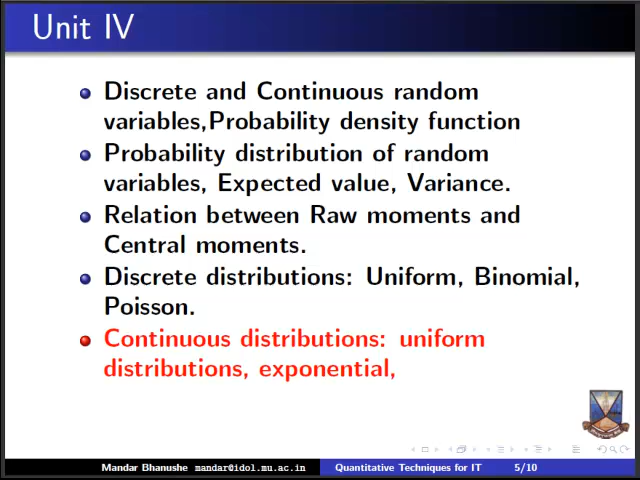 Unit IV
Discrete and Continuous random
variables,Probability density function
Probability distribution of random
variables, Expected value, Variance.
Relation between Raw moments and
Central moments.
Discrete distributions: Uniform, Binomial,
Poisson.
Continuous distributions: uniform
distributions, exponential,
Mandar Bhanushe mandar@idol.mu.ac.in Quantitative Techniques for IT 5/10